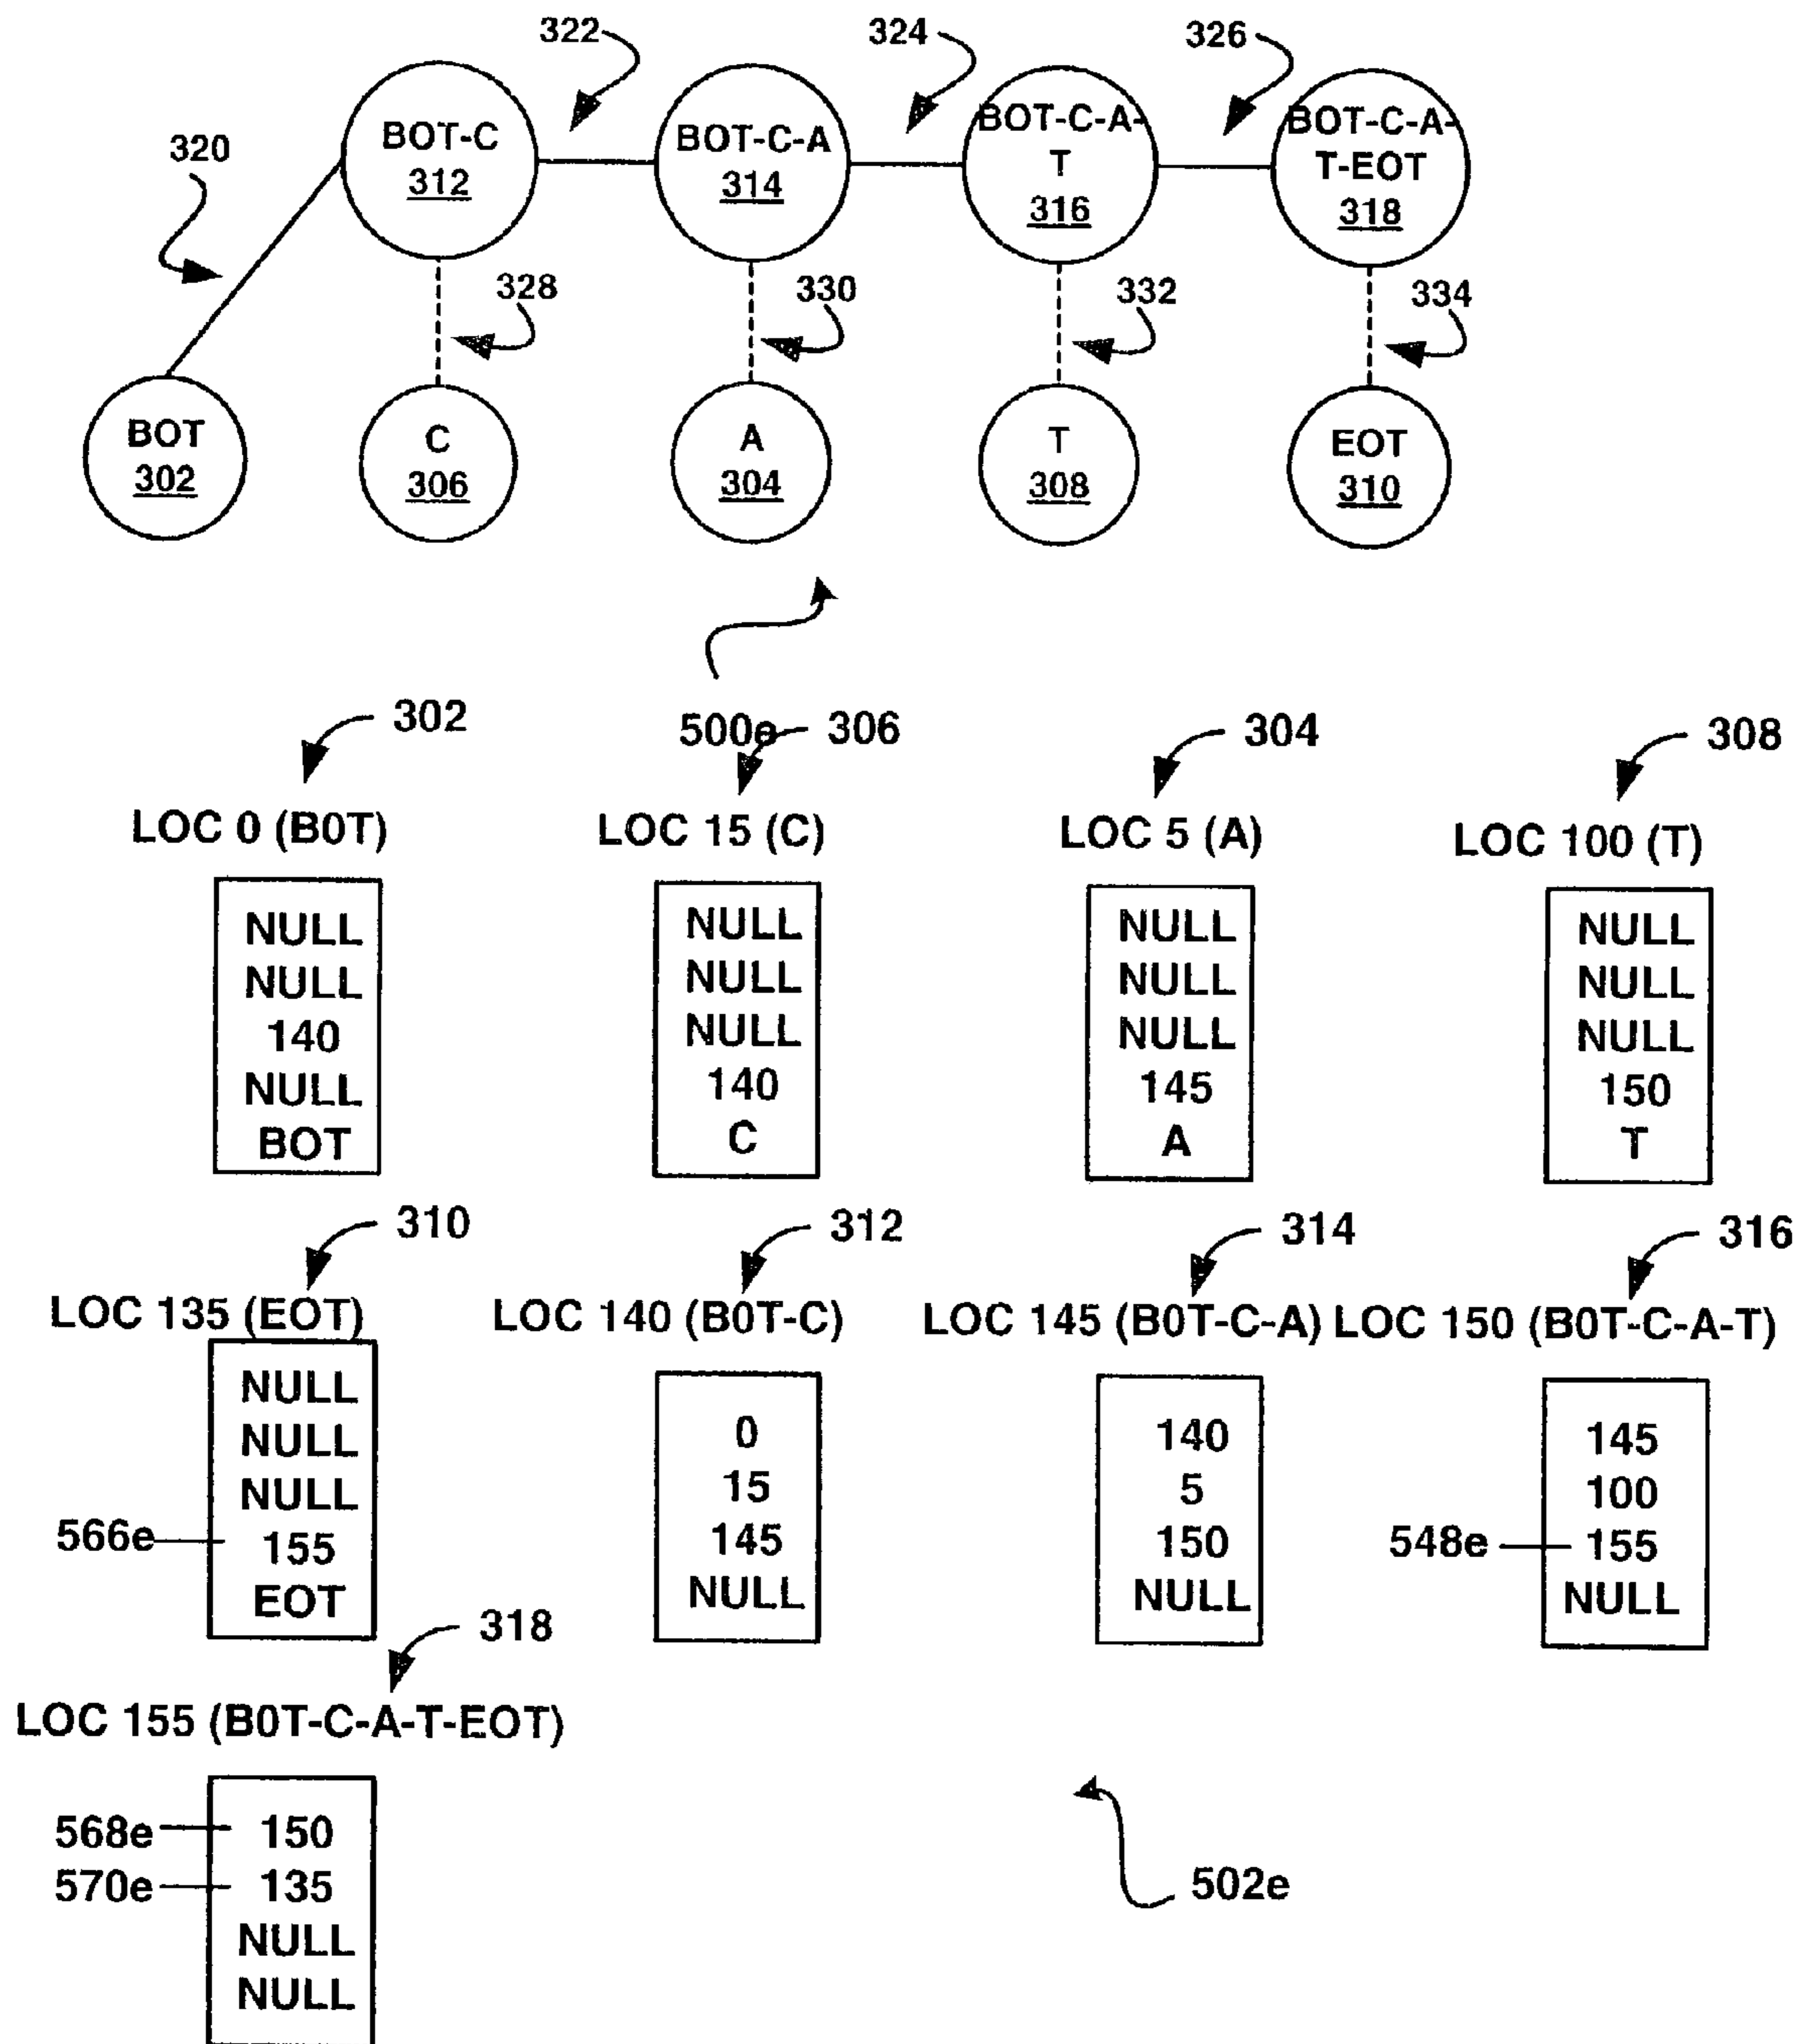 322
324
326
320
BOT-C
312
BOT-C-A
314
BOT-C-A-
T
316
BOT-C-A-
T-EOT
318
328
330
332
334
BOT
302
C
306
A
304
T
308
EOT
310
500e
302
306
304
308
LOC 0 (B0T)
LOC 15 (C)
LOC 5 (A)
LOC 100 (T)
NULL
NULL
140
NULL
BOT
NULL
NULL
NULL
140
C
NULL
NULL
NULL
145
A
NULL
NULL
NULL
150
T
310
312
314
316
LOC 135 (EOT)
LOC 140 (B0T-C)
LOC 145 (B0T-C-A)
LOC 150 (B0T-C-A-T)
NULL
NULL
NULL
566e
155
EOT
0
15
145
NULL
140
5
150
NULL
145
100
548e
155
NULL
318
LOC 155 (B0T-C-A-T-EOT)
568e
150
570e
135
NULL
NULL
502e